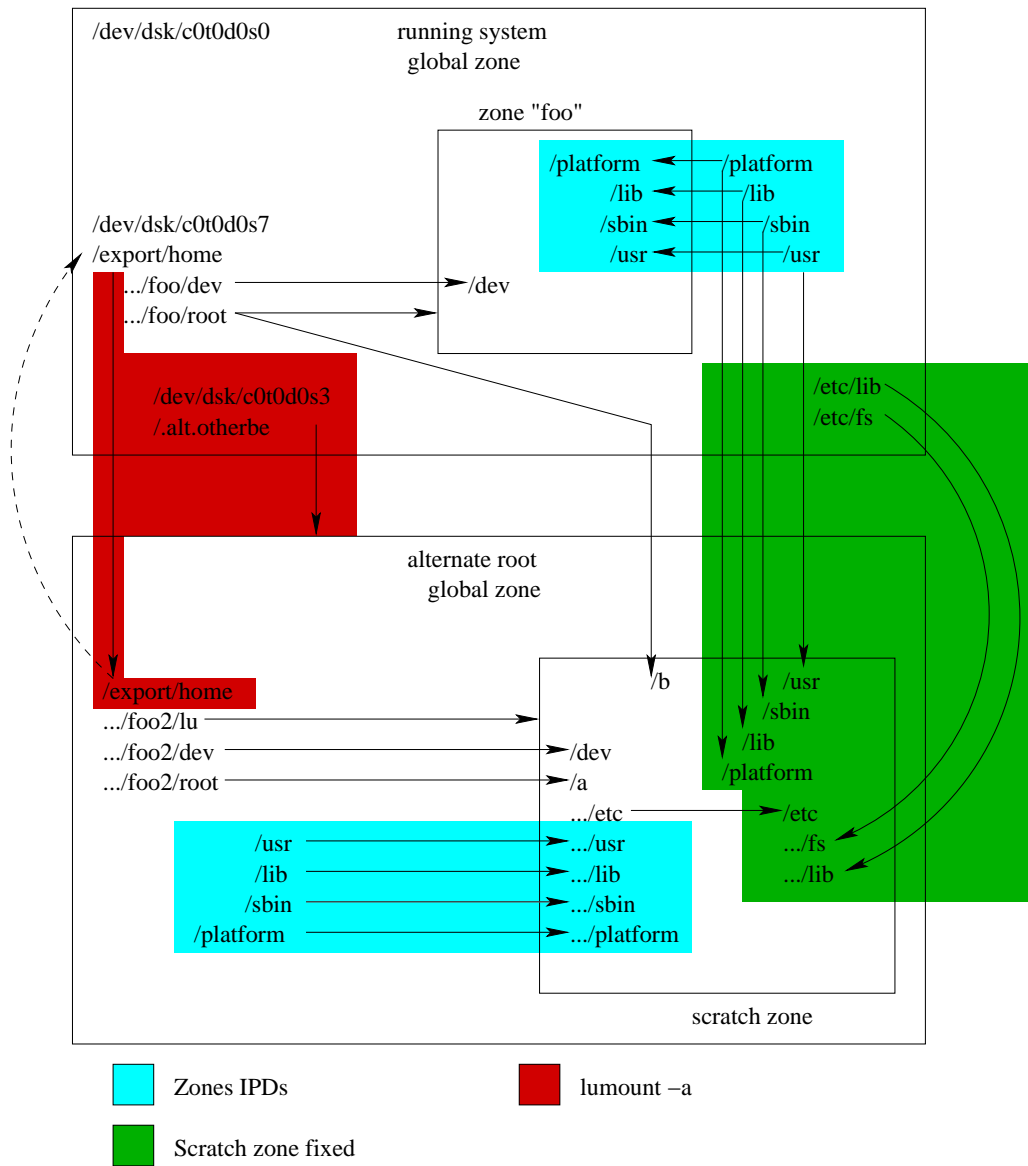 /dev/dsk/c0t0d0s0
running system
global zone
zone "foo"
/platform
/platform
/lib
/lib
/sbin
/sbin
/usr
/usr
/dev/dsk/c0t0d0s7
/export/home
.../foo/dev
/dev
.../foo/root
/dev/dsk/c0t0d0s3
/.alt.otherbe
/etc/lib
/etc/fs
alternate root
global zone
/export/home
/b
/usr
.../foo2/lu
/sbin
.../foo2/dev
/dev
/lib
.../foo2/root
/a
/platform
.../etc
/etc
/usr
.../usr
.../fs
/lib
.../lib
.../lib
/sbin
.../sbin
/platform
.../platform
scratch zone
Zones IPDs
lumount −a
Scratch zone fixed